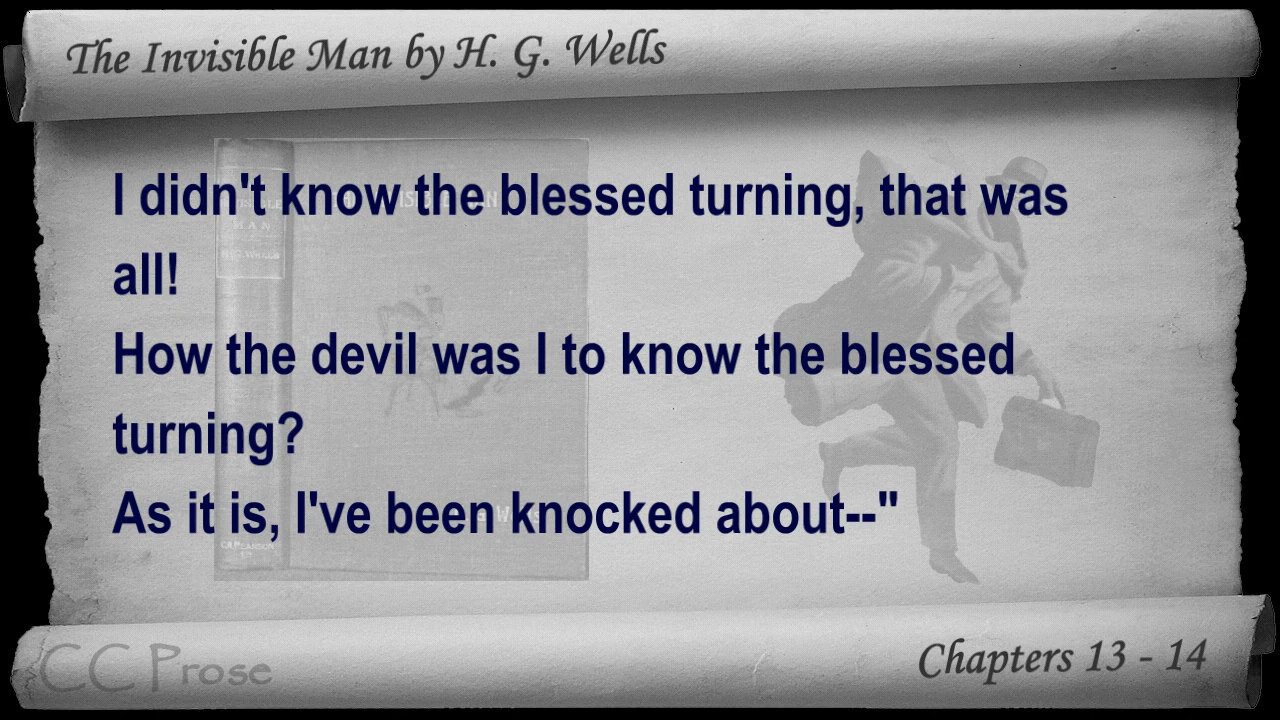 The Invisible Man by H. G. Wells
I didn't know the blessed turning, that was
all!
How the devil was I to know the blessed
turning?
As it is, I've been knocked about--"
CC Prose
Chapters 13 - 14